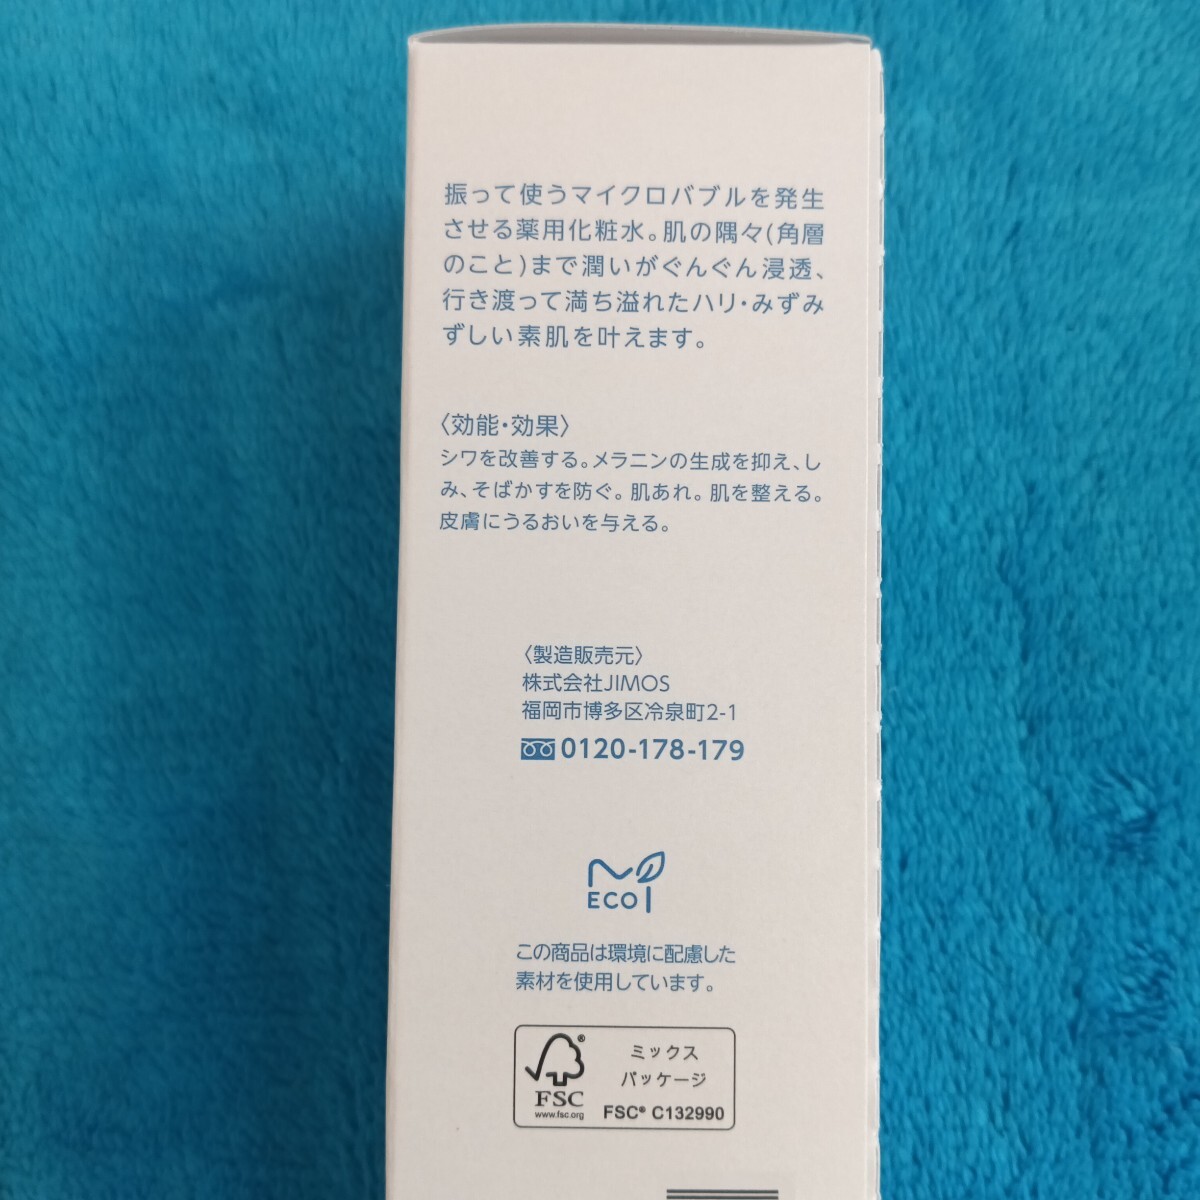 振って使うマイクロバブルを発生
させる薬用化粧水。肌の隅々(角層
のこと)まで潤いがぐんぐん浸透、
行き渡って満ち溢れたハリ・みずみ
ずしい素肌を叶えます。
〈効能・効果〉
シワを改善する。メラニンの生成を抑え、し
み、そばかすを防ぐ。肌あれ。肌を整える。
皮膚にうるおいを与える。
〈製造販売元〉
株式会社JIMOS
福岡市博多区冷泉町2-1
0120-178-179
ECO
この商品は環境に配慮した
素材を使用しています。
ミックス
パッケージ
FSC
www.fsc.org
FSC® C132990